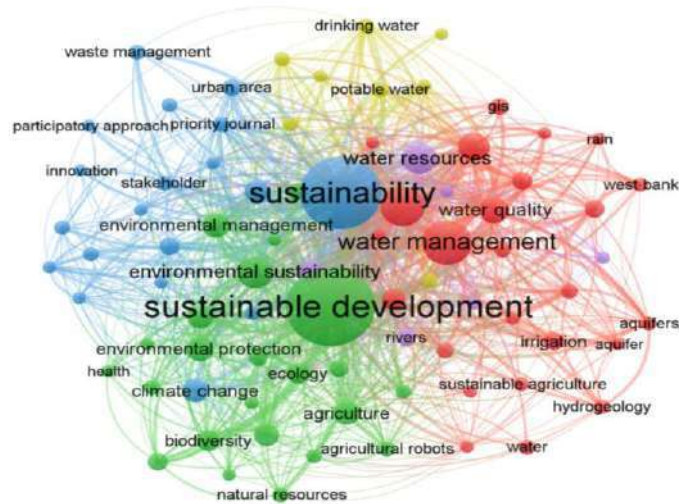 drinking water
waste management
urban area
potable water
gis
participatory approach
priority journal
rain
water resources
innovation
stakeholder
sustainability
west bank
environmental management
water quality
water management
environmental sustainability
sustainable development
aquifers
rivers
irrigation
aquifer
environmental protection
health
ecology
climate change
sustainable agriculture
agriculture
hydrogeology
biodiversity
agricultural robots
water
natural resources